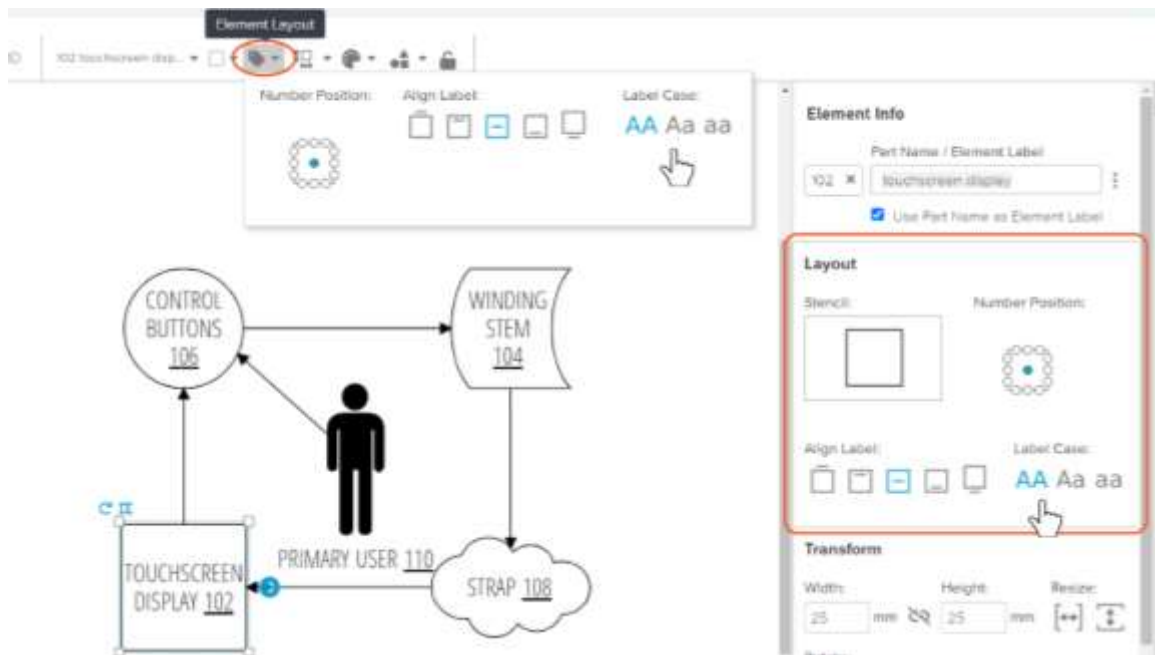 Element Layout
102 touchscreen disp...
Number Position:
Align Label:
Label Case:
AA Aa aa
Element Info
Part Name / Element Label
102
touchscreen display
Use Part Name as Element Label
Layout
Stencil:
Number Position:
Align Label:
Label Case:
AA Aa aa
Transform
Width:
Height:
Resize:
25 mm
25 mm
CONTROL
BUTTONS
106
WINDING
STEM
104
PRIMARY USER 110
TOUCHSCREEN
DISPLAY 102
STRAP 108